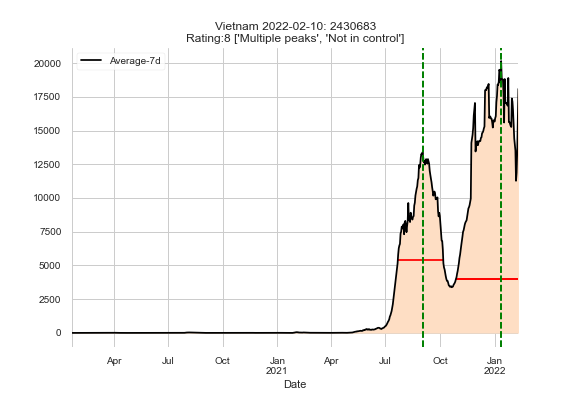 Vietnam 2022-02-10: 2430683
Rating:8 ['Multiple peaks', 'Not in control']
Average-7d
20000
17500
15000
12500
10000
7500
5000
2500
0
Apr Jul Oct Jan Apr Jul Oct Jan
2021 2022
Date